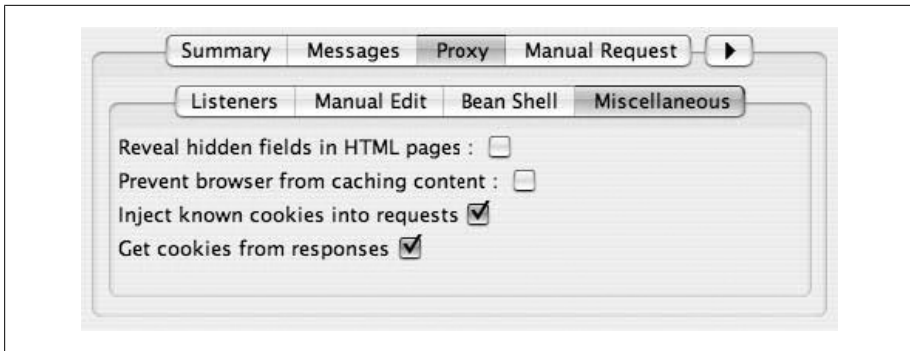 Summary Messages Proxy Manual Request
Listeners Manual Edit Bean Shell Miscellaneous
Reveal hidden fields in HTML pages :
Prevent browser from caching content :
Inject known cookies into requests
Get cookies from responses